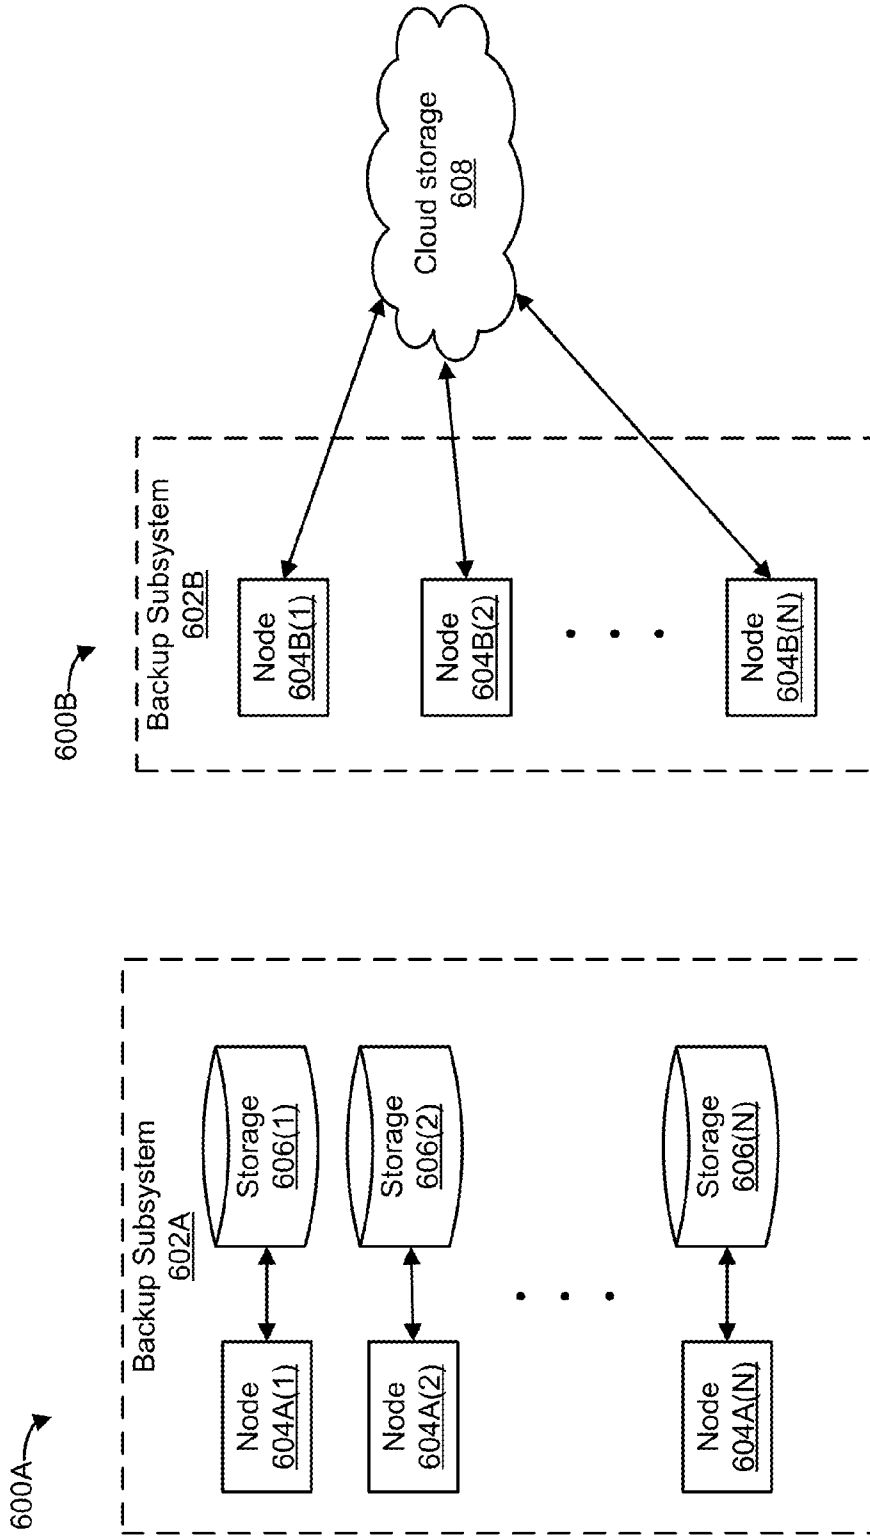 600A
Backup Subsystem
602A
Node
604A(1)
Storage
606(1)
Node
604A(2)
Storage
606(2)
Node
604A(N)
Storage
606(N)
600B
Backup Subsystem
602B
Node
604B(1)
Node
604B(2)
Node
604B(N)
Cloud storage
608